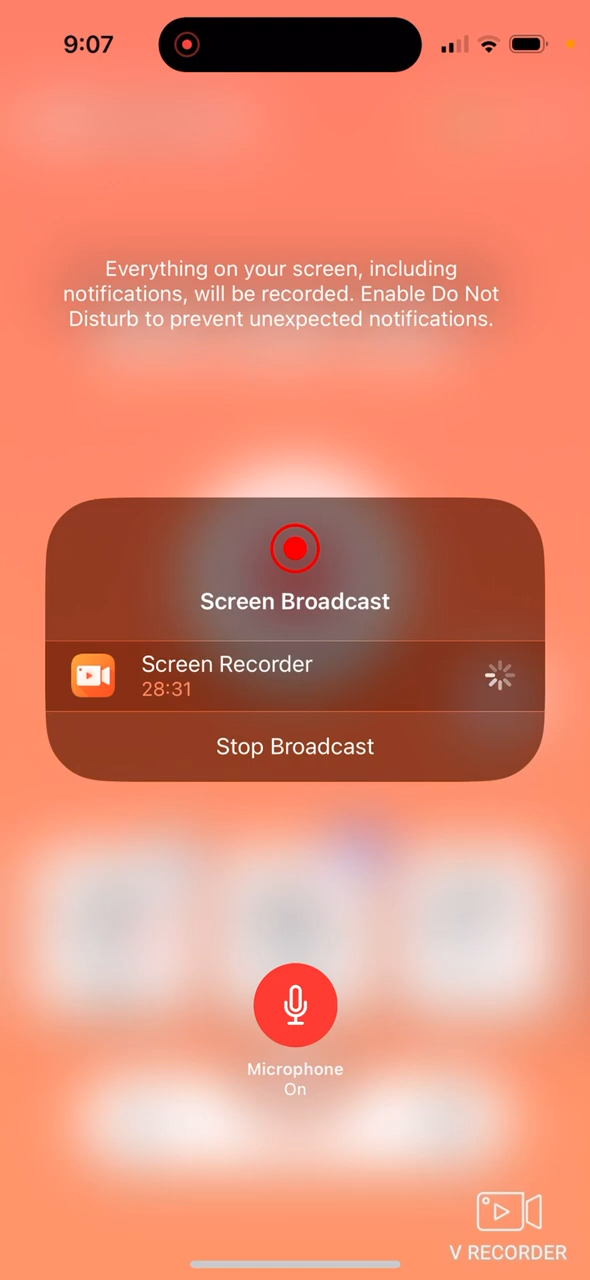 9:07
Everything on your screen, including
notifications, will be recorded. Enable Do Not
Disturb to prevent unexpected notifications.
Screen Broadcast
Screen Recorder
28:31
Stop Broadcast
Microphone
On
V RECORDER